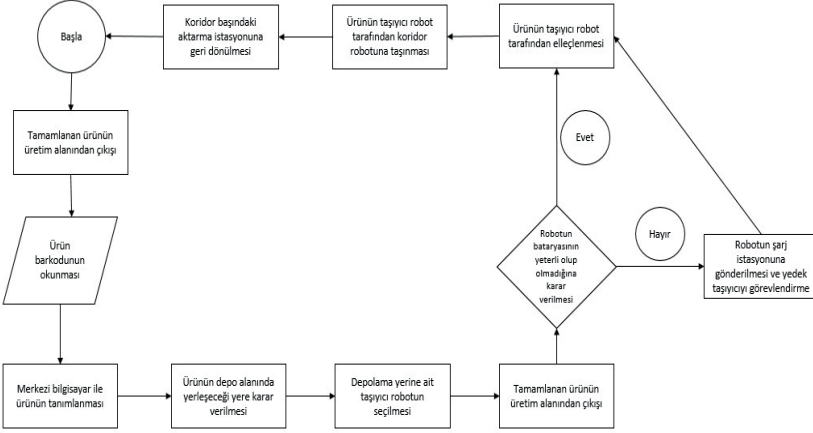 Başla
Tamamlanan ürünün
üretim alanından çıkışı
Ürün
barkodunun
okunması
Merkezi bilgisayar ile
ürünün tanımlanması
Ürünün depo alanında
yerleşeceği yere karar
verilmesi
Depolama yerine ait
taşıyıcı robotun
seçilmesi
Tamamlanan ürünün
üretim alanından çıkışı
Robotun
bataryasının
yeterli olup
olmadığına
karar
verilmesi
Evet
Hayır
Robotun şarj
istasyonuna
gönderilmesi ve yedek
taşıyıcıyı görevlendirme
Ürünün taşıyıcı robot
tarafından elleçlenmesi
Ürünün taşıyıcı robot
tarafından koridor
robotuna taşınması
Koridor başındaki
aktarma istasyonuna
geri dönülmesi